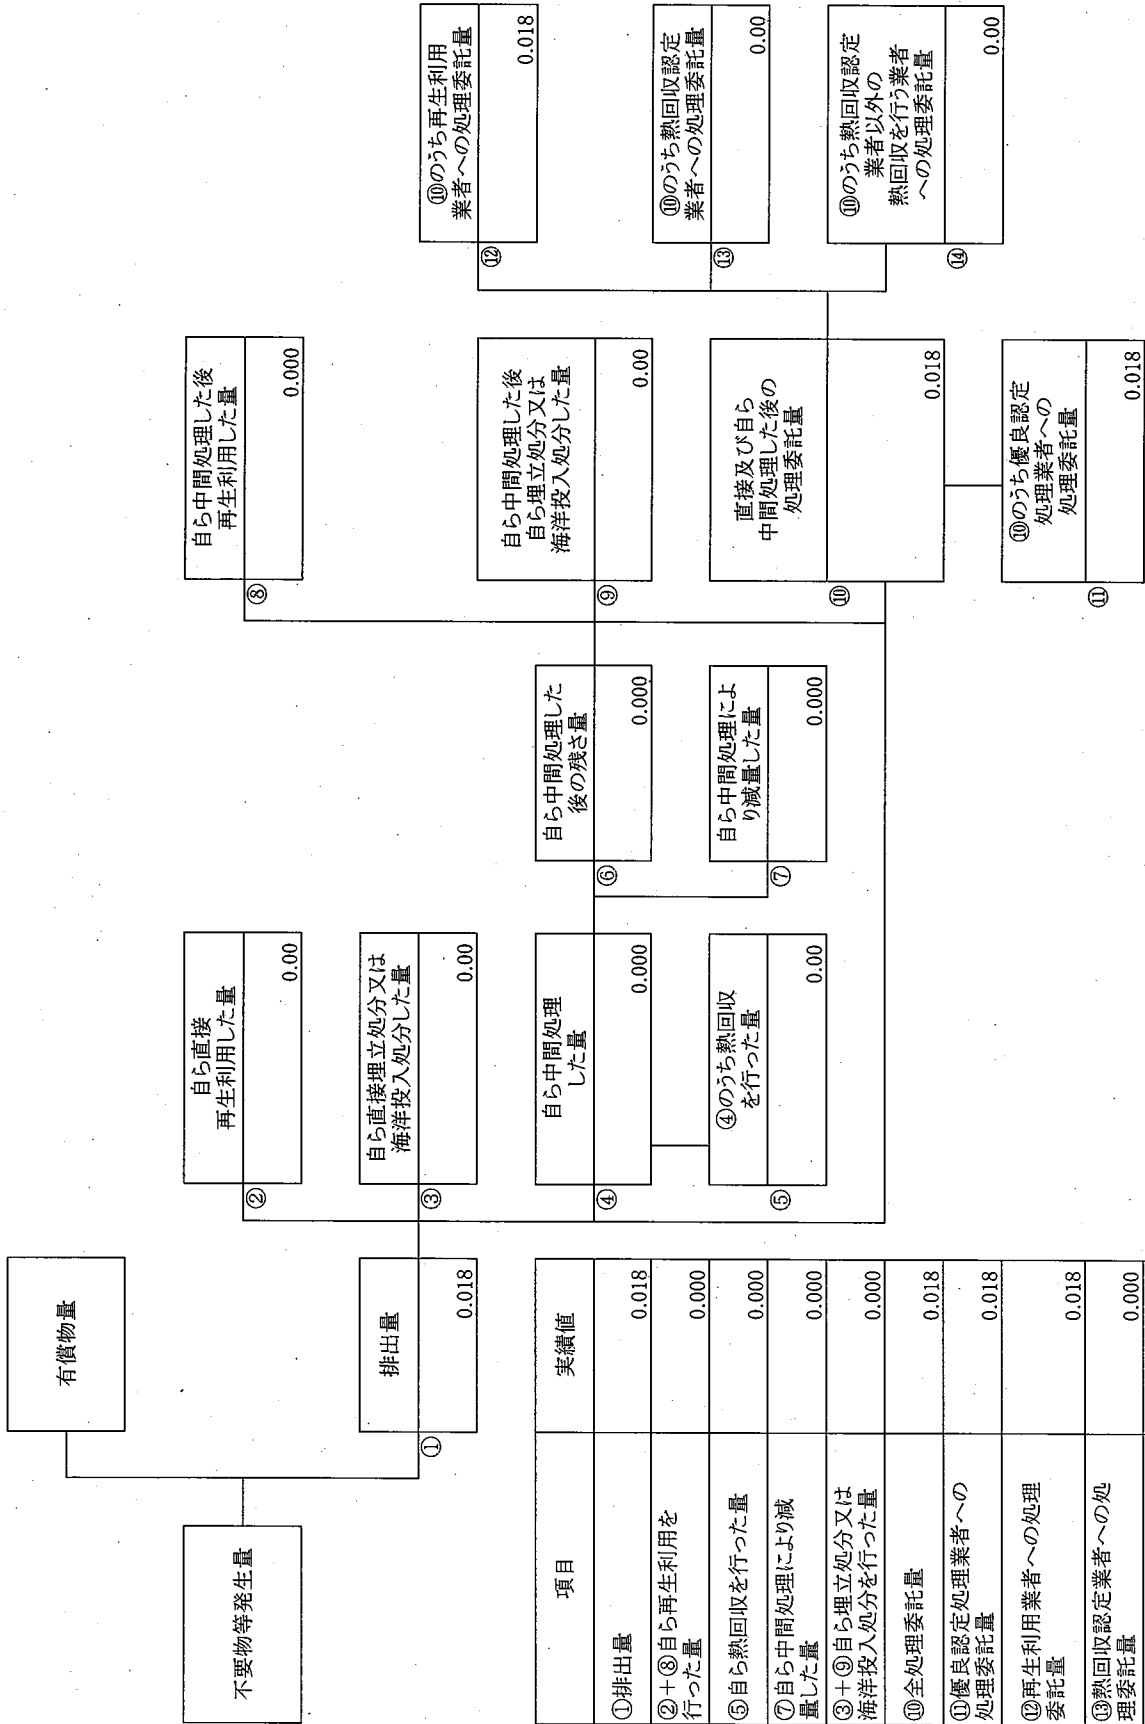 不要物等発生量
有償物量
排出量
①
0.018
自ら直接
再生利用した量
②
0.00
自ら直接埋立処分又は
海洋投入処分した量
③
0.00
自ら中間処理
した量
④
0.000
④のうち熱回収
を行った量
⑤
0.00
自ら中間処理した
後の残さ量
⑥
0.000
自ら中間処理によ
り減量した量
⑦
0.000
自ら中間処理した後
再生利用した量
⑧
0.000
自ら中間処理した後
自ら埋立処分又は
海洋投入処分した量
⑨
0.00
直接及び自ら
中間処理した後の
処理委託量
⑩
0.018
⑩のうち優良認定
処理業者への
処理委託量
⑪
0.018
⑩のうち再生利用
業者への処理委託量
⑫
0.018
⑩のうち熱回収認定
業者への処理委託量
⑬
0.00
⑩のうち熱回収認定
業者以外の
熱回収を行う業者
への処理委託量
⑭
0.00
項目 実績値
①排出量 0.018
②+⑧自ら再生利用を
行った量 0.000
⑤自ら熱回収を行った量 0.000
⑦自ら中間処理により減
量した量 0.000
③+⑨自ら埋立処分又は
海洋投入処分を行った量 0.000
⑩全処理委託量 0.018
⑪優良認定処理業者への
処理委託量 0.018
⑫再生利用業者への処理
委託量 0.018
⑬熱回収認定業者への処
理委託量 0.000